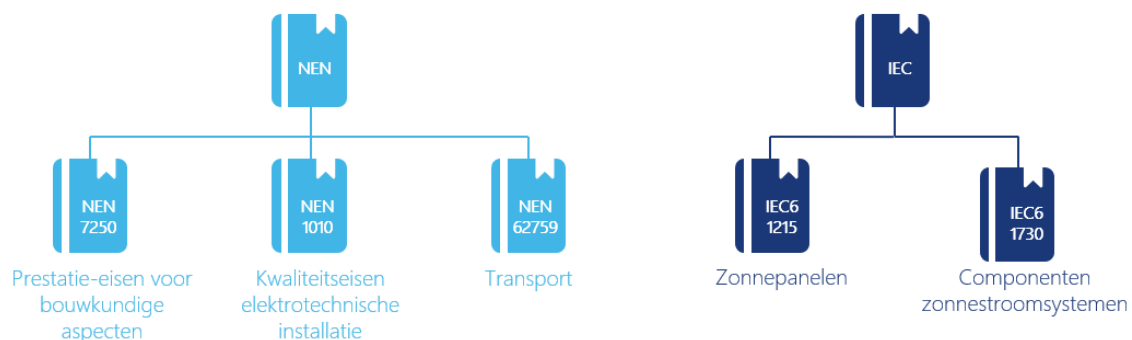 NEN
IEC
NEN
7250
NEN
1010
NEN
62759
IEC6
1215
IEC6
1730
Prestatie-eisen voor
bouwkundige
aspecten
Kwaliteitseisen
elektrotechnische
installatie
Transport
Zonnepanelen
Componenten
zonnestroomsystemen